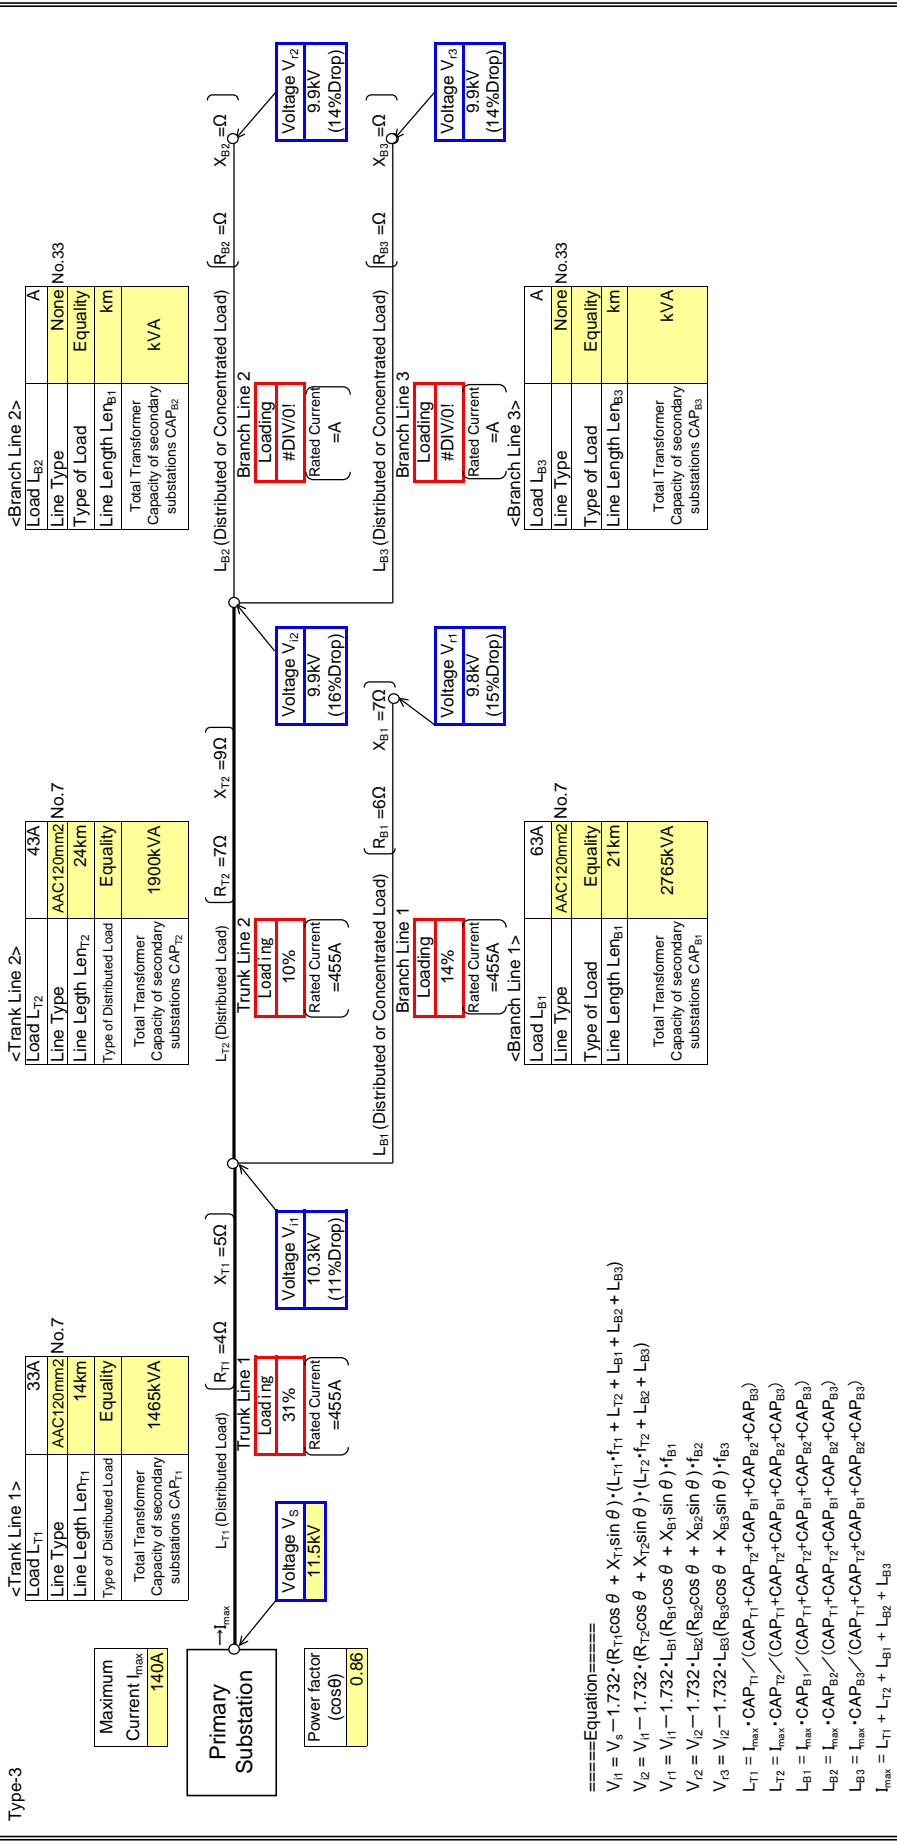 Type-3
Maximum
Current Imax
140A
Primary
Substation
Power factor
(cosθ)
0.86
→Imax
Voltage VS
11.5kV
<Trank Line 1>
Load LT1 33A
Line Type AAC120mm2 No.7
Line Legth LenT1 14km
Type of Distributed Load Equality
Total Transformer
Capacity of secondary
substations CAPT1
1465kVA
LT1 (Distributed Load) RT1 =4Ω XT1 =5Ω
Trunk Line 1
Loading
31%
Rated Current
=455A
Voltage Vi1
10.3kV
(11%Drop)
<Trank Line 2>
Load LT2 43A
Line Type AAC120mm2 No.7
Line Legth LenT2 24km
Type of Distributed Load Equality
Total Transformer
Capacity of secondary
substations CAPT2
1900kVA
LT2 (Distributed Load) RT2 =7Ω XT2 =9Ω
Trunk Line 2
Loading
10%
Rated Current
=455A
Voltage Vi2
9.9kV
(16%Drop)
LB1 (Distributed or Concentrated Load) RB1 =6Ω XB1 =7Ω
Branch Line 1
Loading
14%
Rated Current
=455A
Voltage Vr1
9.8kV
(15%Drop)
<Branch Line 1>
Load LB1 63A
Line Type AAC120mm2 No.7
Type of Load Equality
Line Length LenB1 21km
Total Transformer
Capacity of secondary
substations CAPB1
2765kVA
<Branch Line 2>
Load LB2 A
Line Type None No.33
Type of Load Equality
Line Length LenB1 km
Total Transformer
Capacity of secondary
substations CAPB2
kVA
LB2 (Distributed or Concentrated Load) RB2 =Ω XB2 =Ω
Branch Line 2
Loading
#DIV/0!
Rated Current
=A
Voltage Vr2
9.9kV
(14%Drop)
LB3 (Distributed or Concentrated Load) RB3 =Ω XB3 =Ω
Branch Line 3
Loading
#DIV/0!
Rated Current
=A
Voltage Vr3
9.9kV
(14%Drop)
<Branch Line 3>
Load LB3 A
Line Type None No.33
Type of Load Equality
Line Length LenB3 km
Total Transformer
Capacity of secondary
substations CAPB3
kVA
=====Equation=====
Vi1 = Vs－1.732･(RT1cos θ + XT1sin θ)･(LT1･fT1 + LT2 + LB1 + LB2 + LB3)
Vi2 = Vi1－1.732･(RT2cos θ + XT2sin θ)･(LT2･fT2 + LB2 + LB3)
Vr1 = Vi1－1.732･LB1(RB1cos θ + XB1sin θ)･fB1
Vr2 = Vi2－1.732･LB2(RB2cos θ + XB2sin θ)･fB2
Vr3 = Vi2－1.732･LB3(RB3cos θ + XB3sin θ)･fB3
LT1 = Imax･CAPT1／(CAPT1+CAPT2+CAPB1+CAPB2+CAPB3)
LT2 = Imax･CAPT2／(CAPT1+CAPT2+CAPB1+CAPB2+CAPB3)
LB1 = Imax･CAPB1／(CAPT1+CAPT2+CAPB1+CAPB2+CAPB3)
LB2 = Imax･CAPB2／(CAPT1+CAPT2+CAPB1+CAPB2+CAPB3)
LB3 = Imax･CAPB3／(CAPT1+CAPT2+CAPB1+CAPB2+CAPB3)
Imax = LT1 + LT2 + LB1 + LB2 + LB3